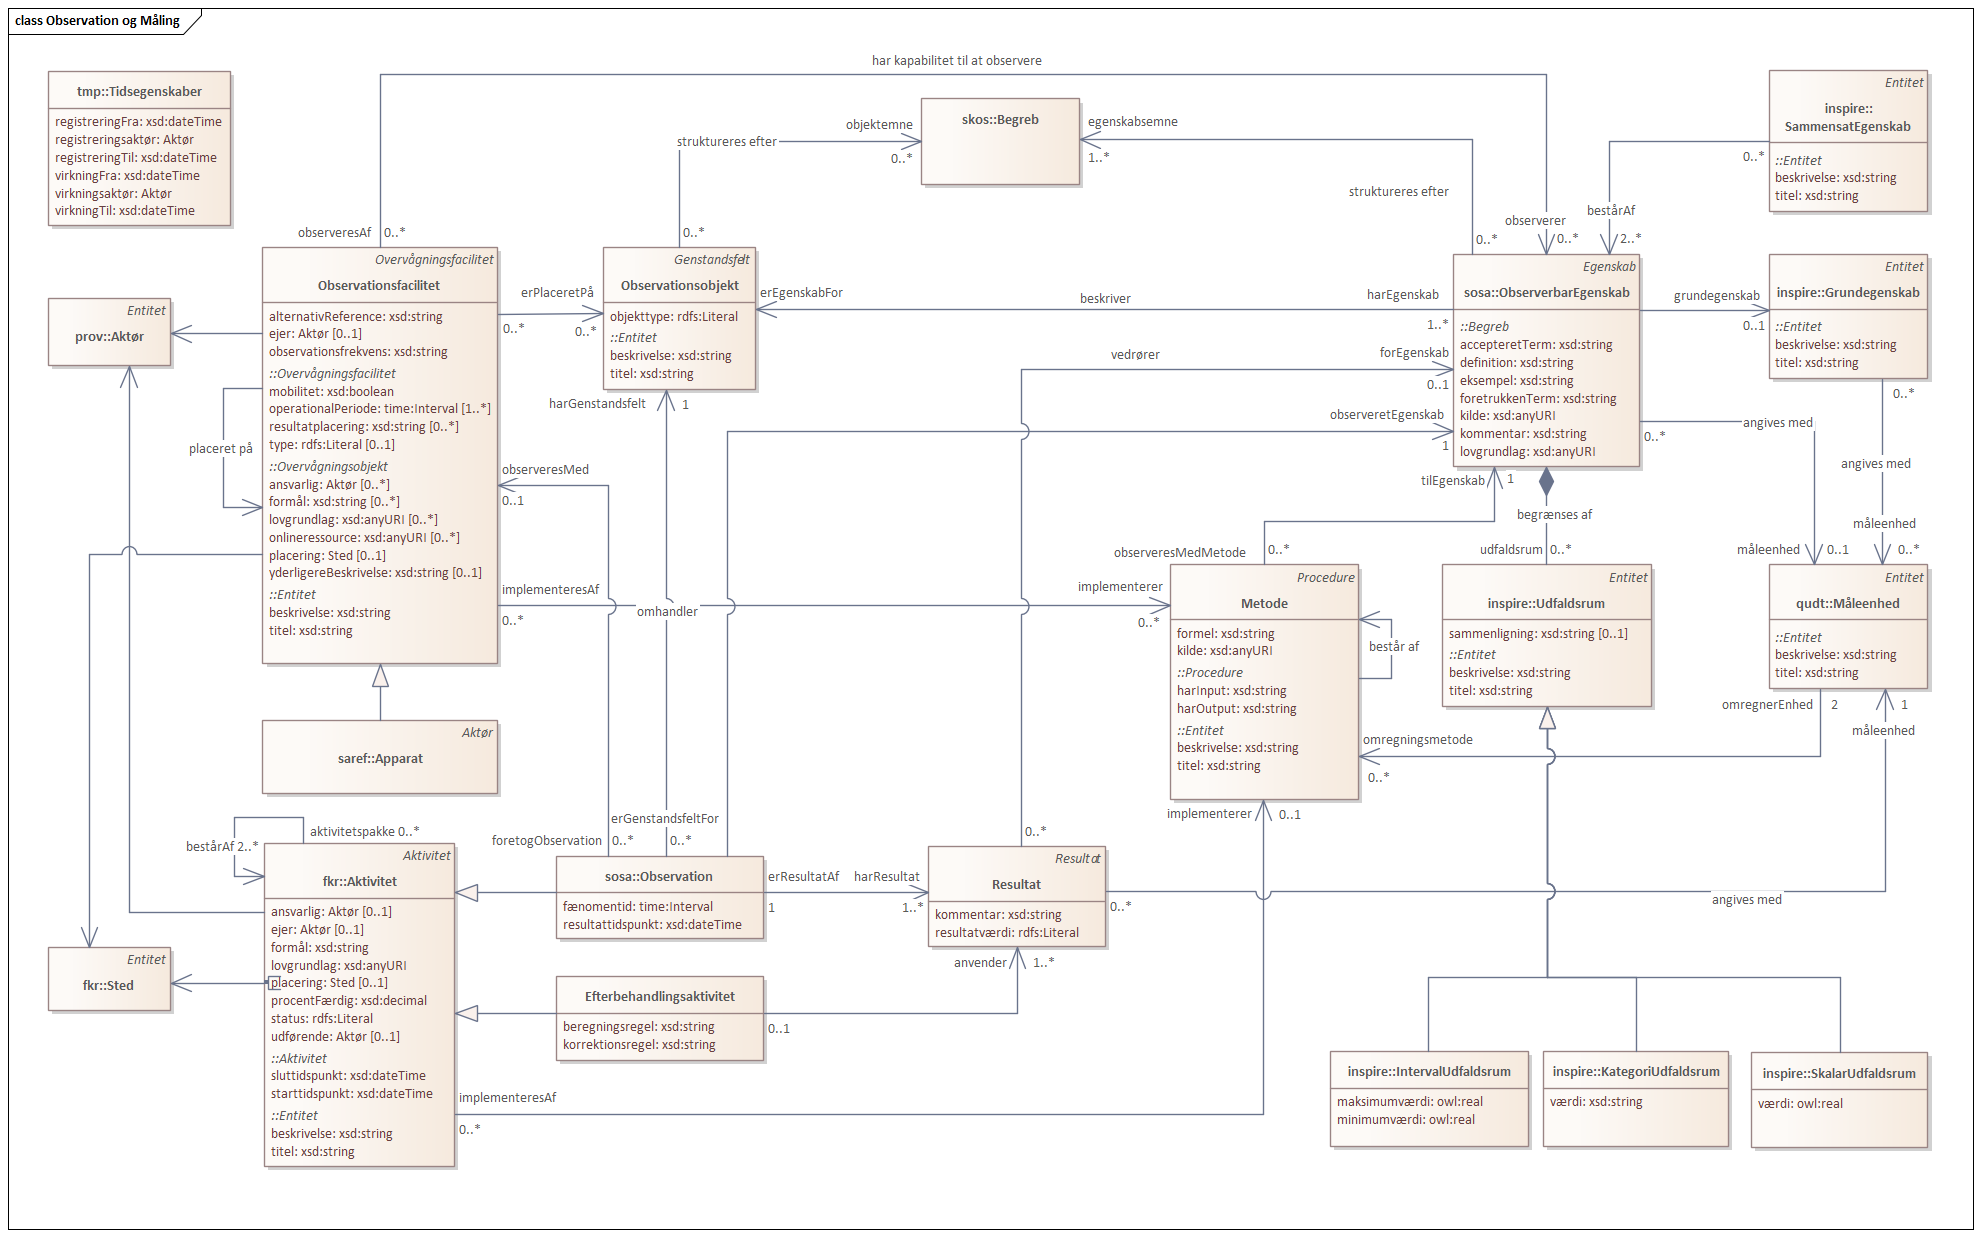 class Observation og Måling
har kapabilitet til at observere
tmp::Tidsegenskaber
registreringFra: xsd:dateTime
registreringsaktør: Aktør
registreringTil: xsd:dateTime
virkningFra: xsd:dateTime
virkningsaktør: Aktør
virkningTil: xsd:dateTime
skos::Begreb
objektemne
0..*
egenskabsemne
1..*
struktureres efter
struktureres efter
Entitet
inspire::
SammensatEgenskab
::Entitet
beskrivelse: xsd:string
titel: xsd:string
0..*
bestårAf
2..*
observeresAf
0..*
0..*
0..*
observerer
0..*
Overvågningsfacilitet
Observationsfacilitet
alternativReference: xsd:string
ejer: Aktør [0..1]
observationsfrekvens: xsd:string
::Overvågningsfacilitet
mobilitet: xsd:boolean
operationalPeriode: time:Interval [1..*]
resultatplacering: xsd:string [0..*]
type: rdfs:Literal [0..1]
::Overvågningsobjekt
ansvarlig: Aktør [0..*]
formål: xsd:string [0..*]
lovgrundlag: xsd:anyURI [0..*]
onlineressource: xsd:anyURI [0..*]
placering: Sted [0..1]
yderligereBeskrivelse: xsd:string [0..1]
::Entitet
beskrivelse: xsd:string
titel: xsd:string
erPlaceretPå
0..*
0..*
Genstandsfelt
Observationsobjekt
objekttype: rdfs:Literal
::Entitet
beskrivelse: xsd:string
titel: xsd:string
erEgenskabFor
beskriver
harEgenskab
1..*
Egenskab
sosa::ObserverbarEgenskab
::Begreb
accepteretTerm: xsd:string
definition: xsd:string
eksempel: xsd:string
foretrukkenTerm: xsd:string
kilde: xsd:anyURI
kommentar: xsd:string
lovgrundlag: xsd:anyURI
grundegenskab
0..1
Entitet
inspire::Grundegenskab
::Entitet
beskrivelse: xsd:string
titel: xsd:string
Entitet
prov::Aktør
placeret på
vedrører
forEgenskab
0..1
harGenstandsfelt
1
observeretEgenskab
1
0..*
angives med
0..*
angives med
observeresMed
0..1
tilEgenskab
1
begrænses af
udfaldsrum
0..*
måleenhed
0..1
måleenhed
0..*
observeresMedMetode
0..*
implementeresAf
0..*
omhandler
implementerer
0..*
Procedure
Metode
formel: xsd:string
kilde: xsd:anyURI
::Procedure
harInput: xsd:string
harOutput: xsd:string
::Entitet
beskrivelse: xsd:string
titel: xsd:string
består af
Entitet
inspire::Udfaldsrum
sammenligning: xsd:string [0..1]
::Entitet
beskrivelse: xsd:string
titel: xsd:string
Entitet
qudt::Måleenhed
::Entitet
beskrivelse: xsd:string
titel: xsd:string
omregnerEnhed
2
1
måleenhed
omregningsmetode
0..*
Aktør
saref::Apparat
implementerer
0..1
aktivitetspakke 0..*
bestårAf 2..*
foretogObservation
0..*
erGenstandsfeltFor
0..*
0..*
Aktivitet
fkr::Aktivitet
ansvarlig: Aktør [0..1]
ejer: Aktør [0..1]
formål: xsd:string
lovgrundlag: xsd:anyURI
placering: Sted [0..1]
procentFærdig: xsd:decimal
status: rdfs:Literal
udførende: Aktør [0..1]
::Aktivitet
sluttidspunkt: xsd:dateTime
starttidspunkt: xsd:dateTime
::Entitet
beskrivelse: xsd:string
titel: xsd:string
sosa::Observation
fænomentid: time:Interval
resultattidspunkt: xsd:dateTime
erResultatAf
1
harResultat
1..*
Resultat
Resultat
kommentar: xsd:string
resultatværdi: rdfs:Literal
0..*
angives med
anvender
1..*
Entitet
fkr::Sted
Efterbehandlingsaktivitet
beregningsregel: xsd:string
korrektionsregel: xsd:string
0..1
implementeresAf
0..*
inspire::IntervalUdfaldsrum
maksimumværdi: owl:real
minimumværdi: owl:real
inspire::KategoriUdfaldsrum
værdi: xsd:string
inspire::SkalarUdfaldsrum
værdi: owl:real